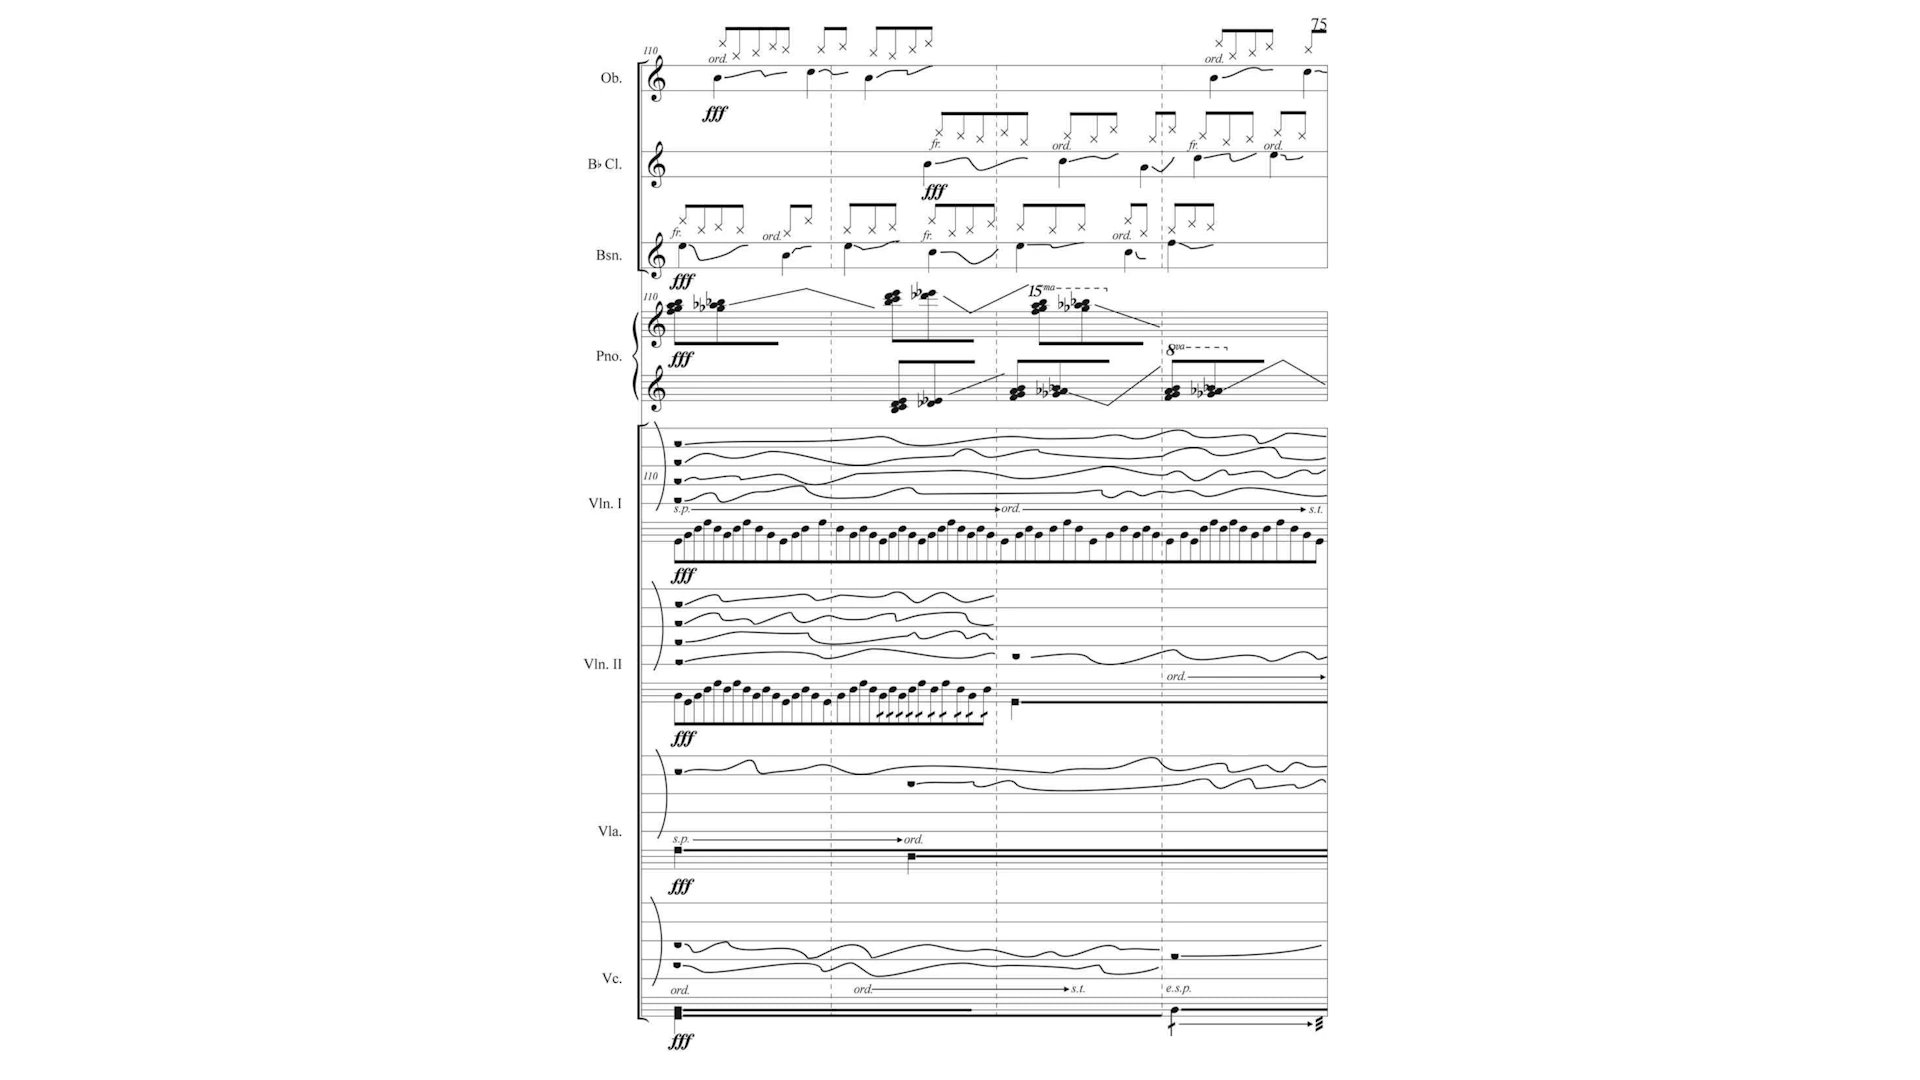 75
110
ord. ord.
Ob.
fff
fr. ord. fr. ord.
B♭ Cl.
fff
fr. ord. fr. ord.
Bsn.
fff
110
15ma
Pno.
fff
8va
110
Vln. I
s.p. ord. s.t.
fff
Vln. II
ord.
fff
Vla.
s.p. ord.
fff
Vc.
ord. ord. s.t. e.s.p.
fff